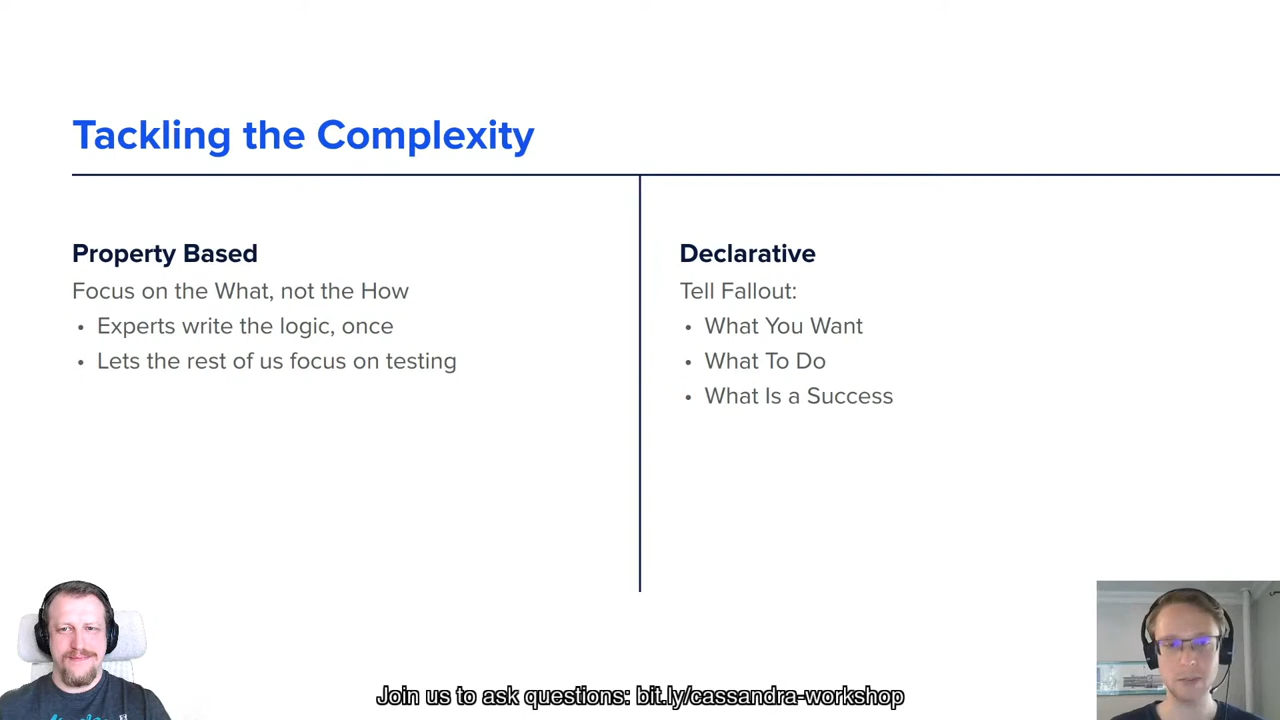 Tackling the Complexity
Property Based
Focus on the What, not the How
• Experts write the logic, once
• Lets the rest of us focus on testing
Declarative
Tell Fallout:
• What You Want
• What To Do
• What Is a Success
Join us to ask questions: bit.ly/cassandra-workshop